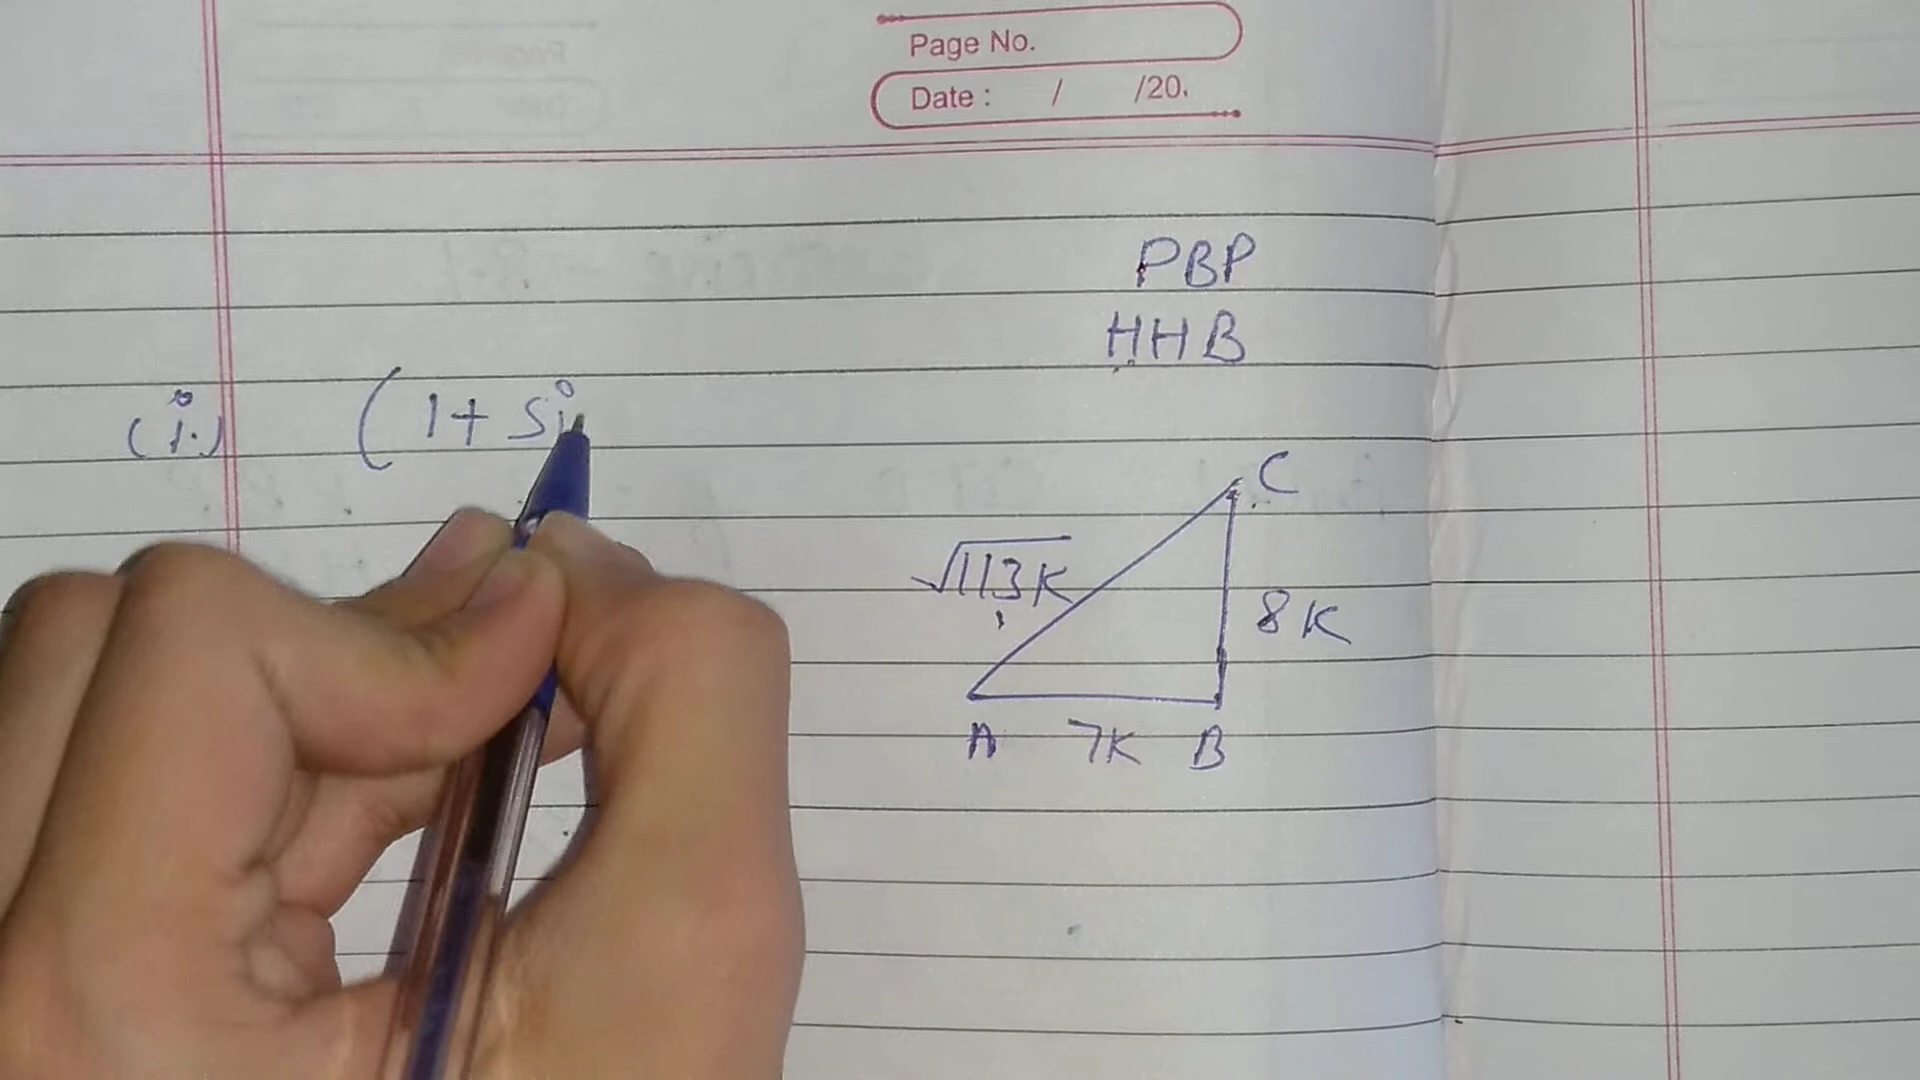 Page No.
Date : / /20.
PBP
HHB
(i.) (1+ Si
C
√113K
8K
A 7K B